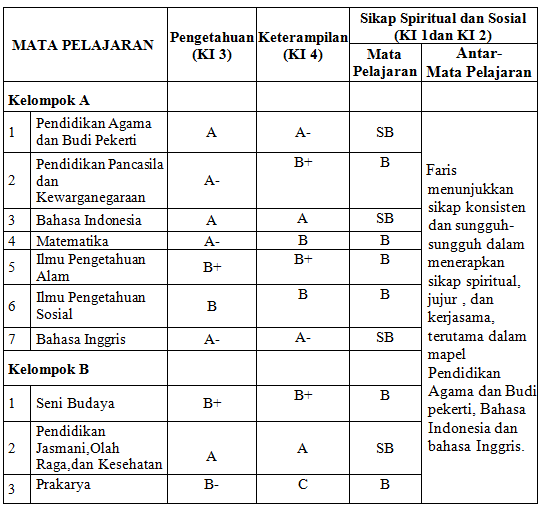 MATA PELAJARAN
Pengetahuan
(KI 3)
Keterampilan
(KI 4)
Sikap Spiritual dan Sosial
(KI 1dan KI 2)
Mata
Pelajaran
Antar-
Mata Pelajaran
Kelompok A
1 Pendidikan Agama
dan Budi Pekerti A A- SB
2 Pendidikan Pancasila
dan
Kewarganegaraan A- B+ B
3 Bahasa Indonesia A A SB
4 Matematika A- B B
5 Ilmu Pengetahuan
Alam B+ B+ B
6 Ilmu Pengetahuan
Sosial B B B
7 Bahasa Inggris A- A- SB
Faris
menunjukkan
sikap konsisten
dan sungguh-
sungguh dalam
menerapkan
sikap spiritual,
jujur , dan
kerjasama,
terutama dalam
mapel
Pendidikan
Agama dan Budi
pekerti, Bahasa
Indonesia dan
bahasa Inggris.
Kelompok B
1 Seni Budaya B+ B+ B
2 Pendidikan
Jasmani,Olah
Raga,dan Kesehatan A A SB
3 Prakarya B- C B